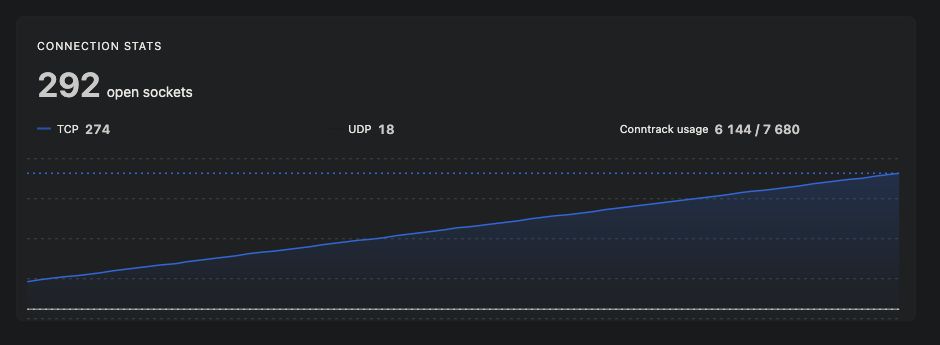 CONNECTION STATS
292 open sockets
TCP 274 UDP 18 Conntrack usage 6 144 / 7 680